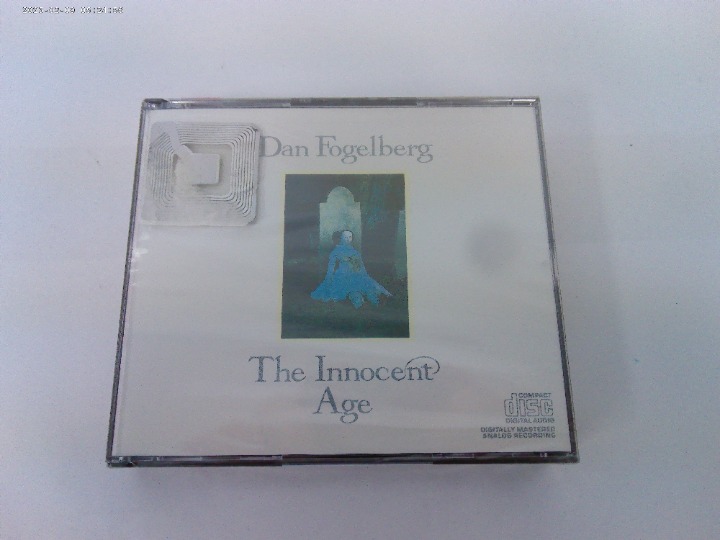 Dan Fogelberg
The Innocent
Age
COMPACT
disc
DIGITAL AUDIO
DIGITALLY MASTERED
ANALOG RECORDING